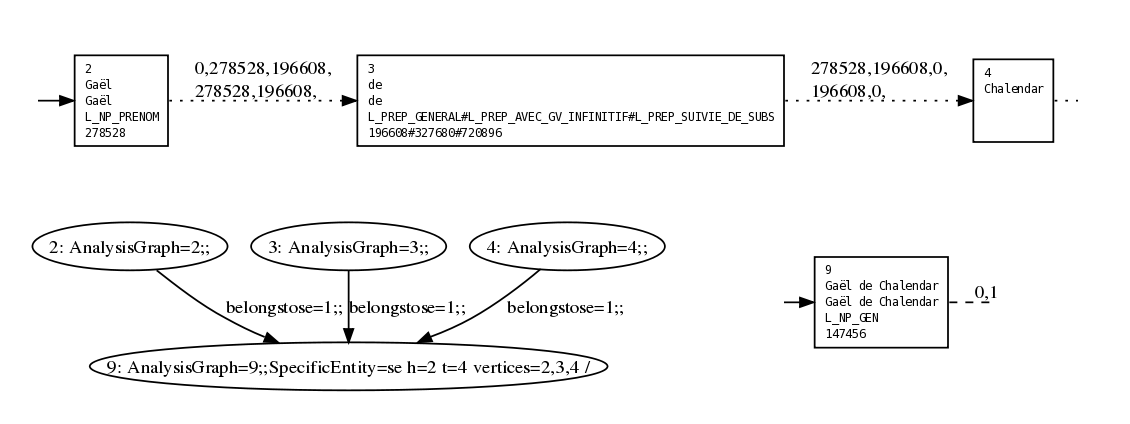 2
Gaël
Gaël
L_NP_PRENOM
278528
0,278528,196608,
278528,196608,
3
de
de
L_PREP_GENERAL#L_PREP_AVEC_GV_INFINITIF#L_PREP_SUIVIE_DE_SUBS
196608#327680#720896
278528,196608,0,
196608,0,
4
Chalendar
2: AnalysisGraph=2;;
3: AnalysisGraph=3;;
4: AnalysisGraph=4;;
belongstose=1;;
belongstose=1;;
belongstose=1;;
9: AnalysisGraph=9;;SpecificEntity=se h=2 t=4 vertices=2,3,4 /
9
Gaël de Chalendar
Gaël de Chalendar
L_NP_GEN
147456
0,1